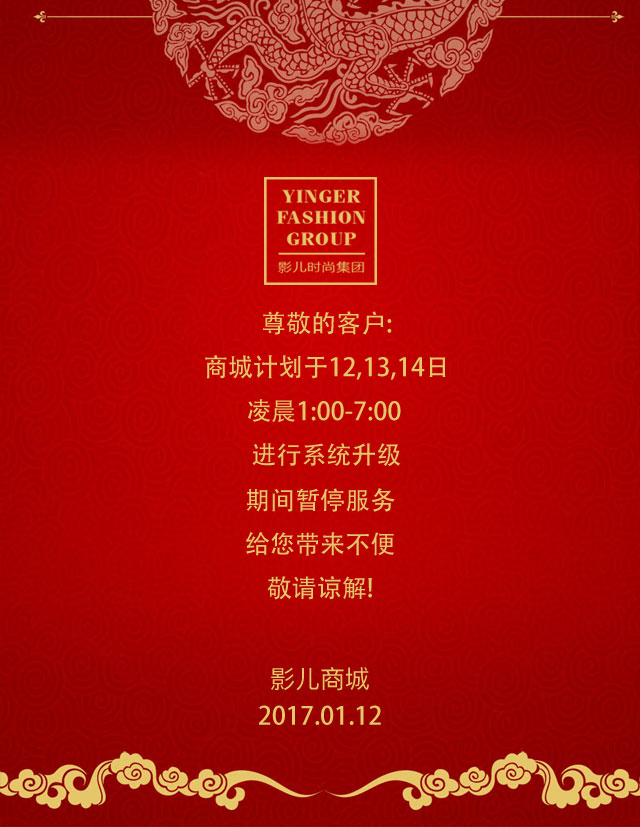 YINGER
FASHION
GROUP
影儿时尚集团
尊敬的客户:
商城计划于12,13,14日
凌晨1:00-7:00
进行系统升级
期间暂停服务
给您带来不便
敬请谅解!
影儿商城
2017.01.12